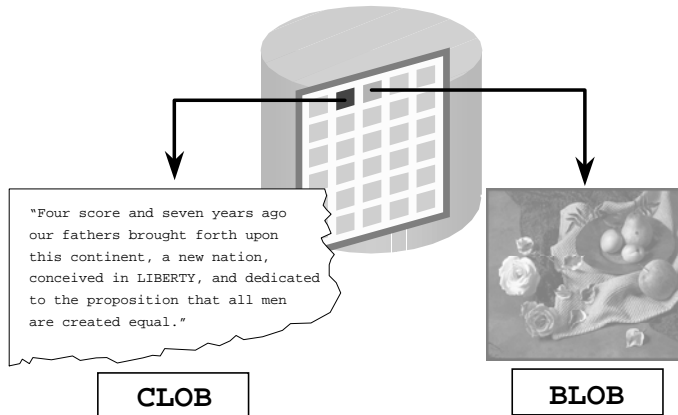 “Four score and seven years ago
our fathers brought forth upon
this continent, a new nation,
conceived in LIBERTY, and dedicated
to the proposition that all men
are created equal.”
CLOB
BLOB